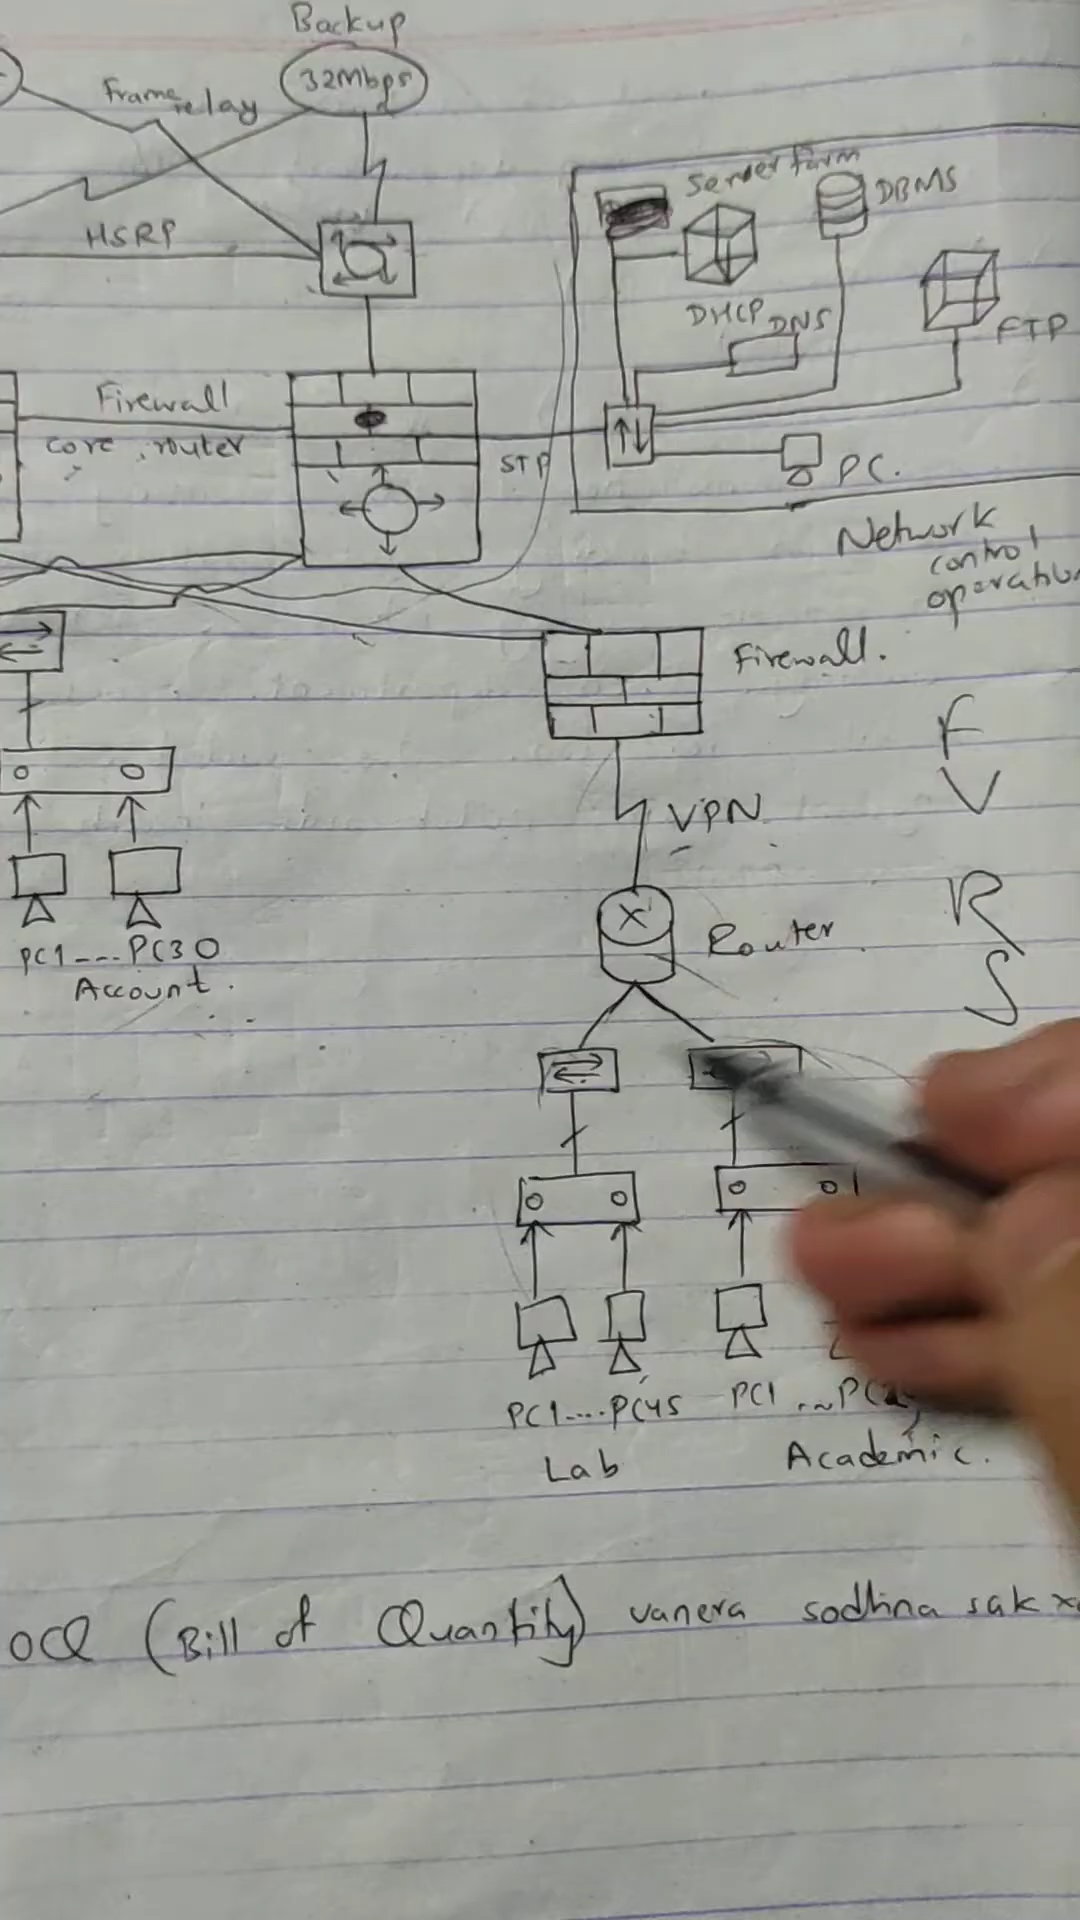 Backup
32Mbps
Frame relay
HSRP
Server farm
DBMS
DHCP
DNS
FTP
Firewall
core router
STP
PC.
Network
control
Firewall.
F
V
VPN
R
Router
S
PC1---PC30
Account.
PC1....PC45
PC1
Lab
Academic.
(Bill of Quantity) vanera sodhna sak